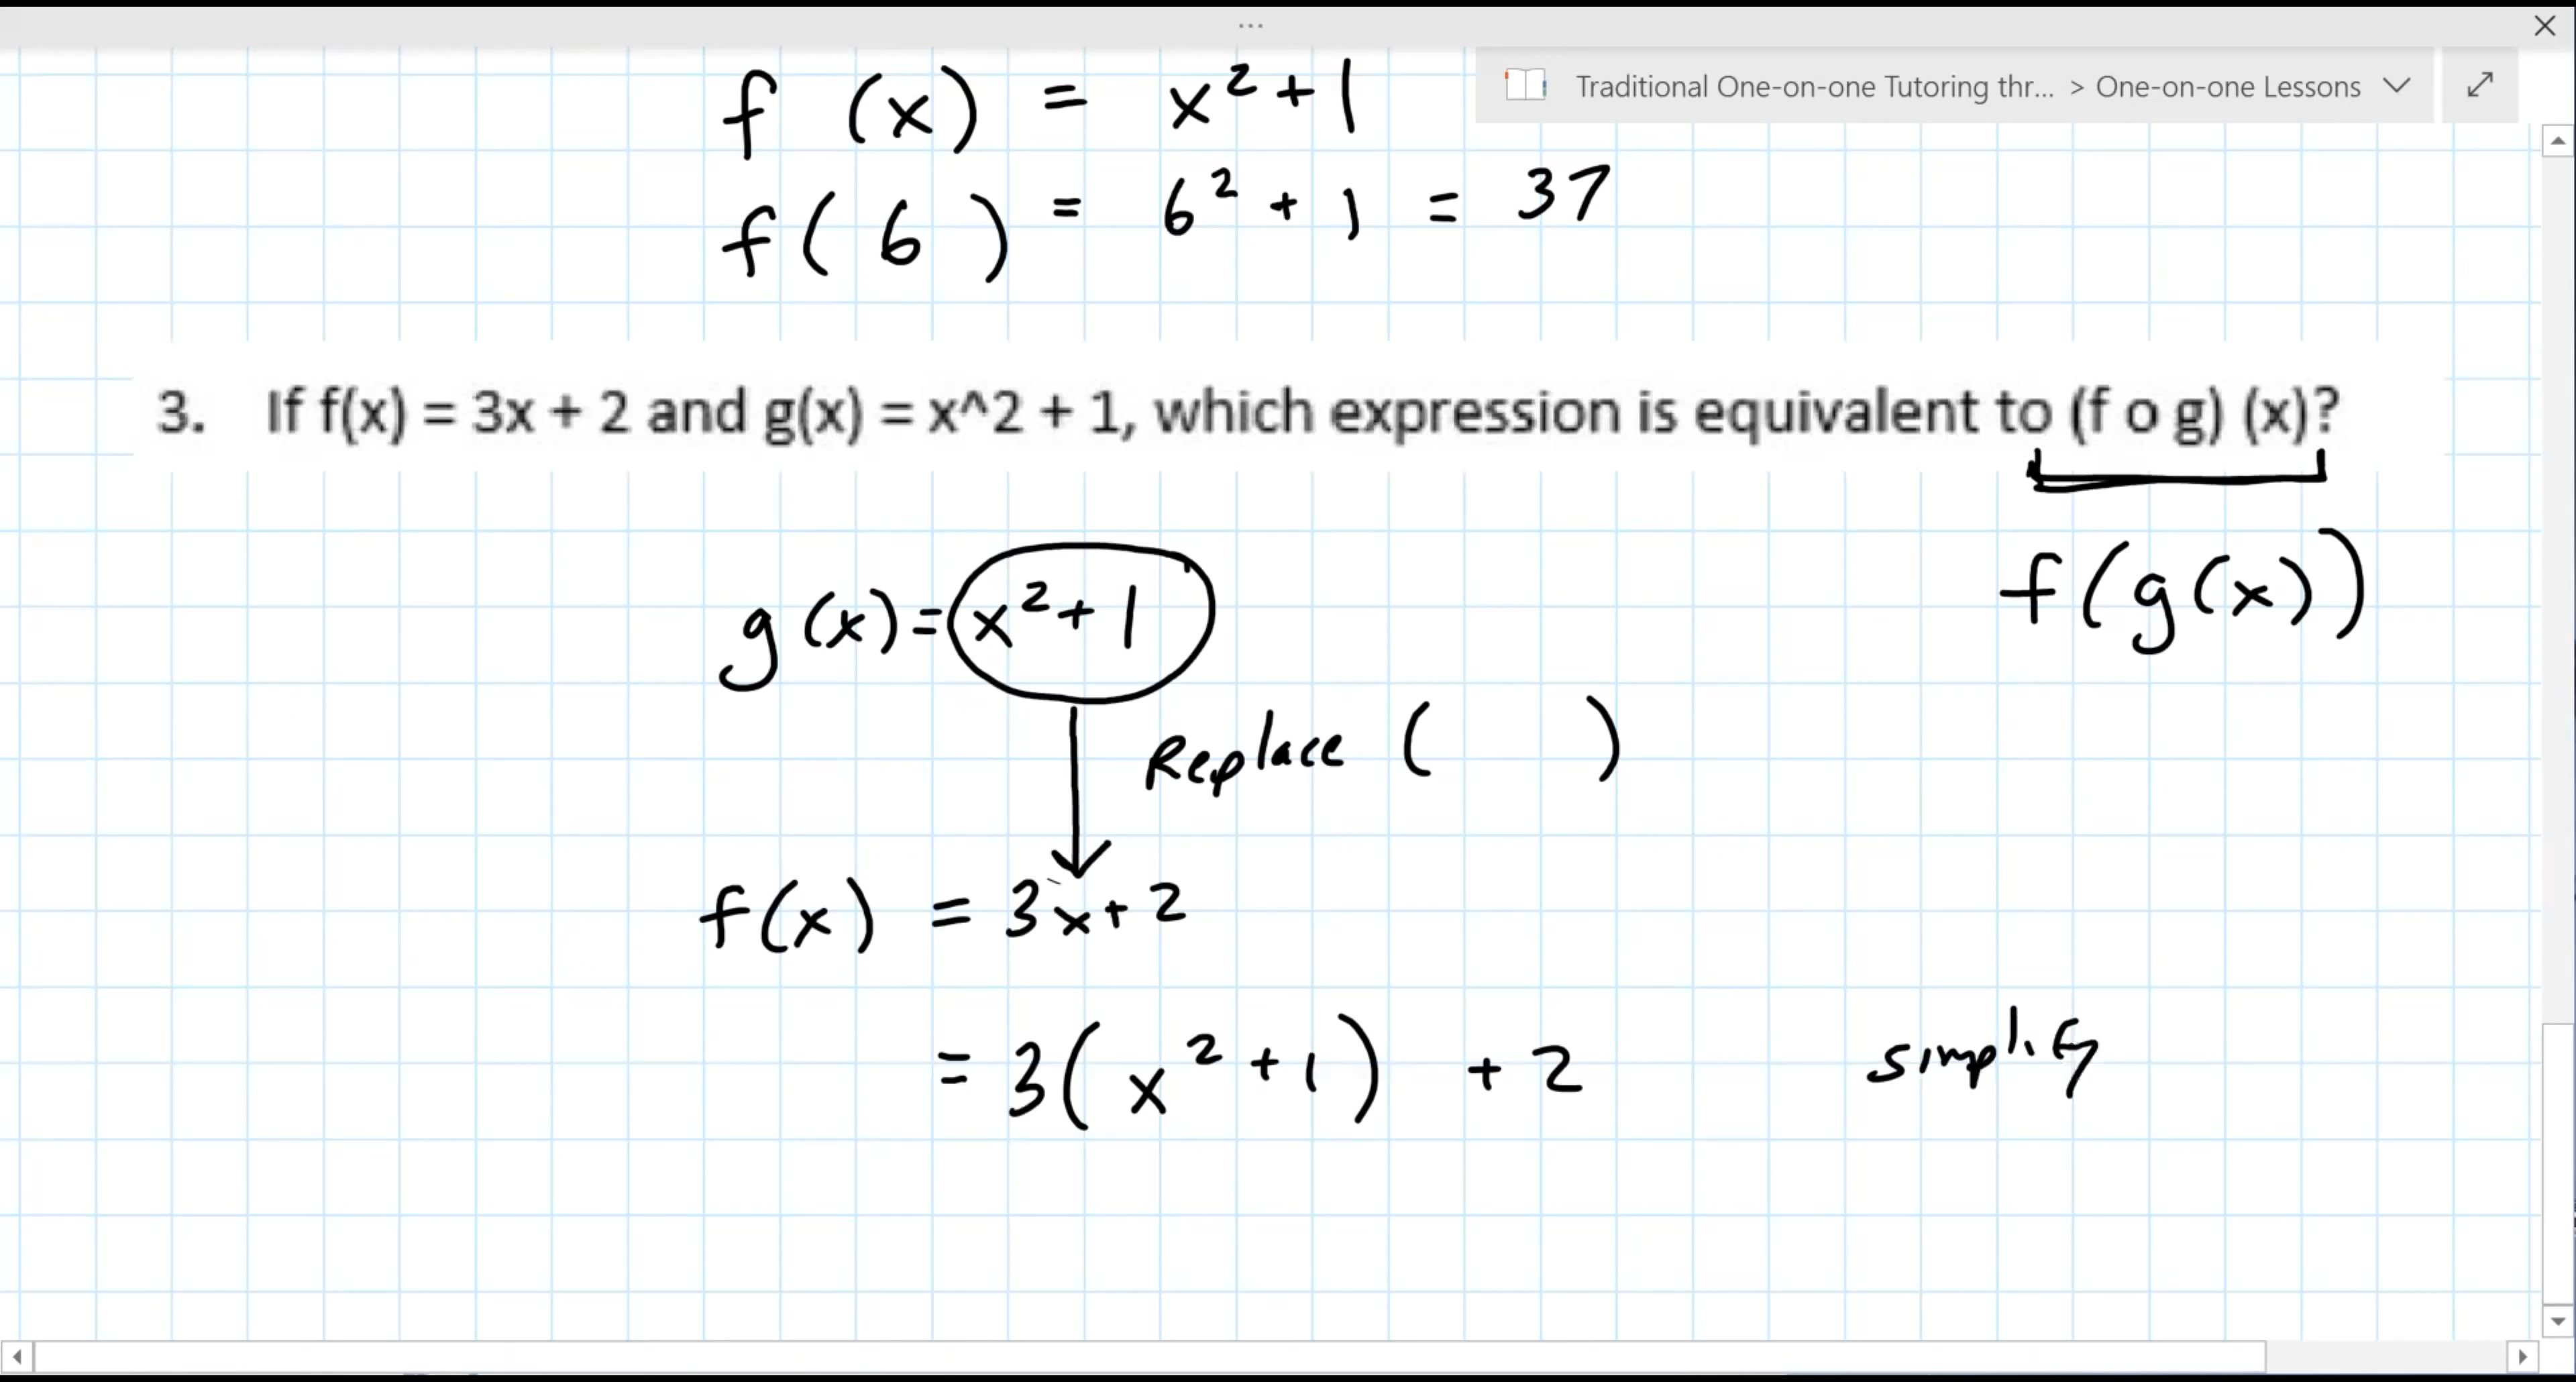 ...
Traditional One-on-one Tutoring thr... > One-on-one Lessons
f (x) = x² + 1
f( 6 ) = 6² + 1 = 37
3. If f(x) = 3x + 2 and g(x) = x^2 + 1, which expression is equivalent to (f o g) (x)?
f(g(x))
g(x) = x² + 1
Replace ( )
f(x) = 3x + 2
= 3( x² + 1 ) + 2
simplify